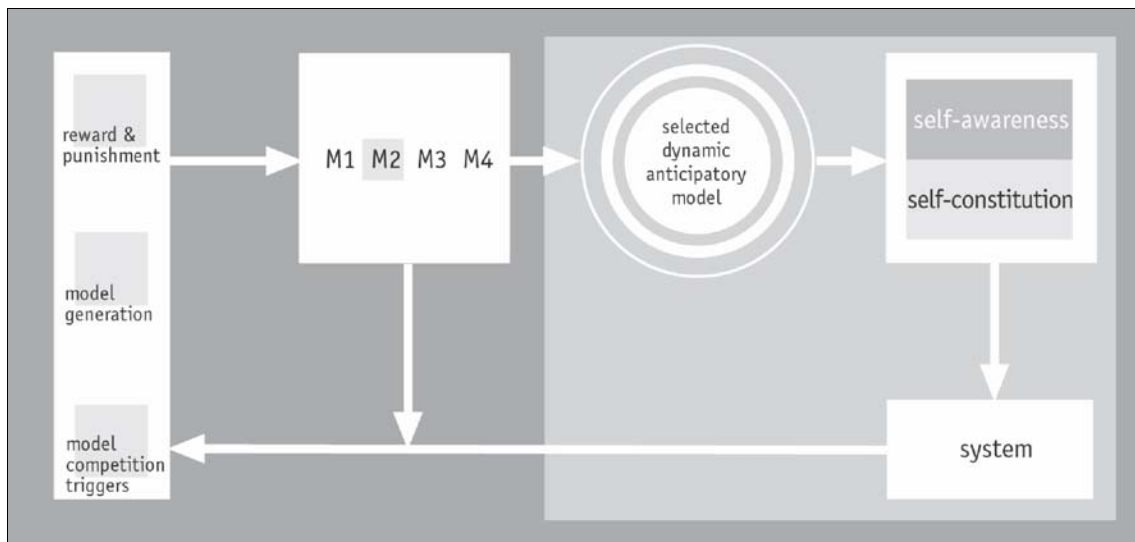 reward &
punishment
model
generation
model
competition
triggers
M1 M2 M3 M4
selected
dynamic
anticipatory
model
self-awareness
self-constitution
system